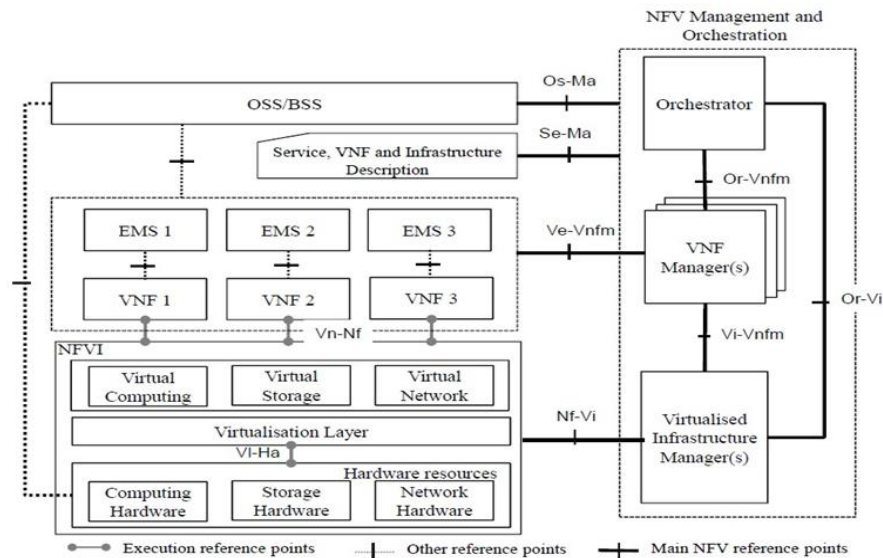 NFV Management and
Orchestration
Os-Ma
OSS/BSS
Orchestrator
Se-Ma
Service, VNF and Infrastructure
Description
Or-Vnfm
EMS 1
EMS 2
EMS 3
Ve-Vnfm
VNF
Manager(s)
VNF 1
VNF 2
VNF 3
Or-Vi
Vn-Nf
Vi-Vnfm
NFVI
Virtual
Computing
Virtual
Storage
Virtual
Network
Nf-Vi
Virtualised
Infrastructure
Manager(s)
Virtualisation Layer
Vl-Ha
Hardware resources
Computing
Hardware
Storage
Hardware
Network
Hardware
Execution reference points
Other reference points
Main NFV reference points